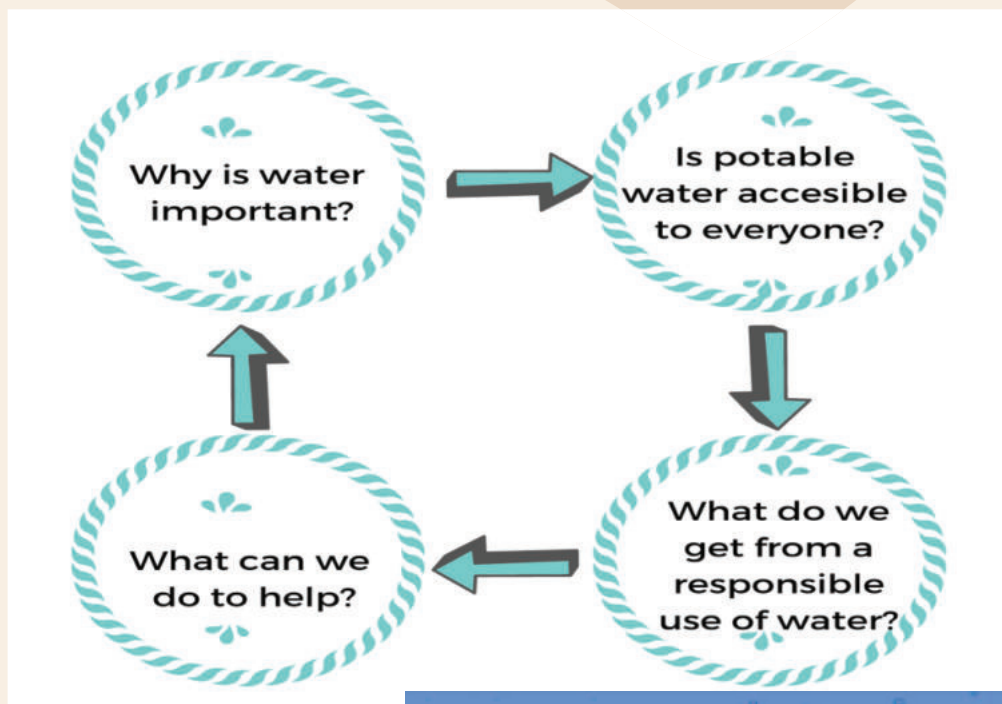 Why is water
important?
Is potable
water accesible
to everyone?
What do we
get from a
responsible
use of water?
What can we
do to help?